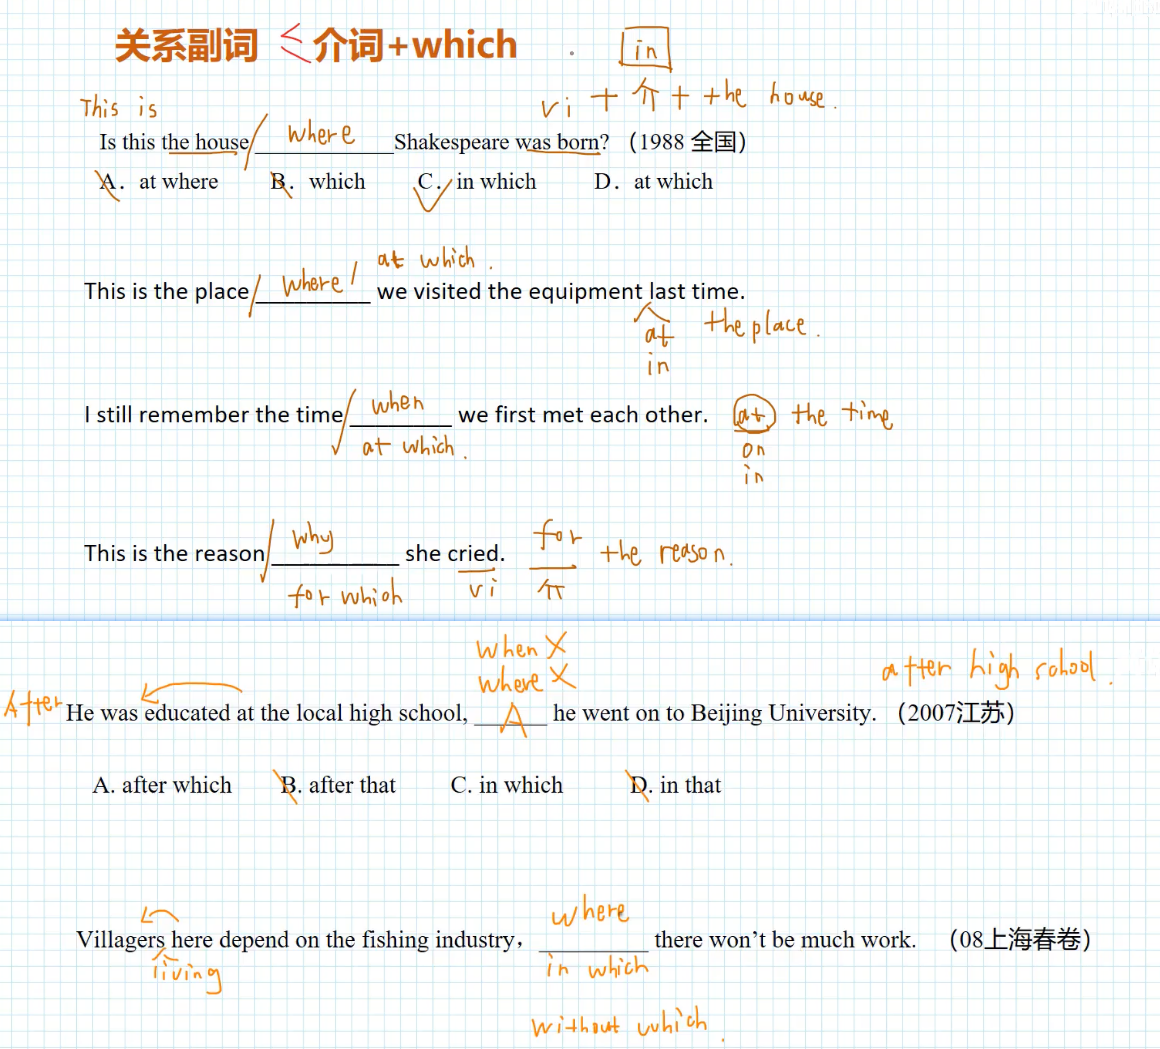 关系副词 ≤ 介词+which
in
This is
vi + 介 + the house.
Is this the house where Shakespeare was born? (1988 全国)
A. at where B. which C. in which D. at which
at which.
This is the place where we visited the equipment last time.
at the place.
in
I still remember the time when we first met each other. at the time
at which. on
in
This is the reason why she cried. for the reason.
for which vi 介
when X
where X
after high school.
After He was educated at the local high school, A he went on to Beijing University. (2007江苏)
A. after which B. after that C. in which D. in that
where
Villagers here depend on the fishing industry, ________ there won't be much work. (08上海春卷)
living in which
without which.